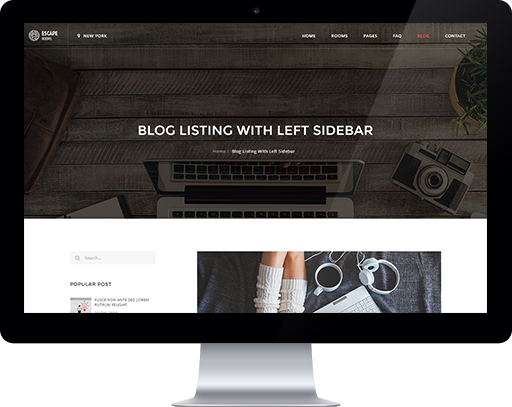 ESCAPE
ROOMS
NEW YORK
HOME ROOMS PAGES FAQ BLOG CONTACT
BLOG LISTING WITH LEFT SIDEBAR
Home / Blog Listing With Left Sidebar
Search...
POPULAR POST
FUSCE NON ANTE SED LOREM
RUTRUM FEUGIAT